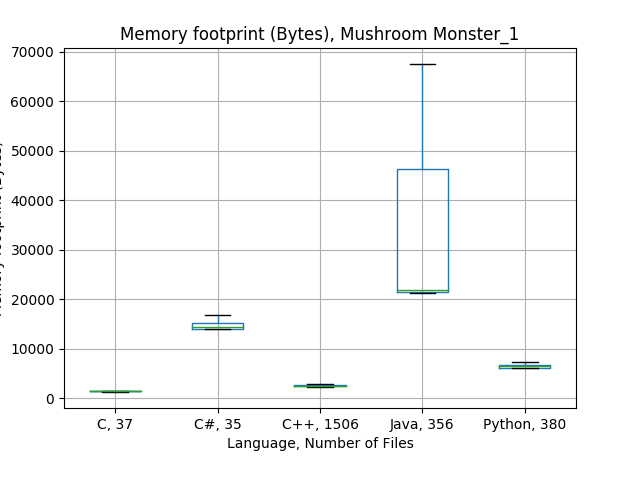 Memory footprint (Bytes), Mushroom Monster_1
70000
60000
50000
40000
30000
20000
10000
0
C, 37 C#, 35 C++, 1506 Java, 356 Python, 380
Language, Number of Files